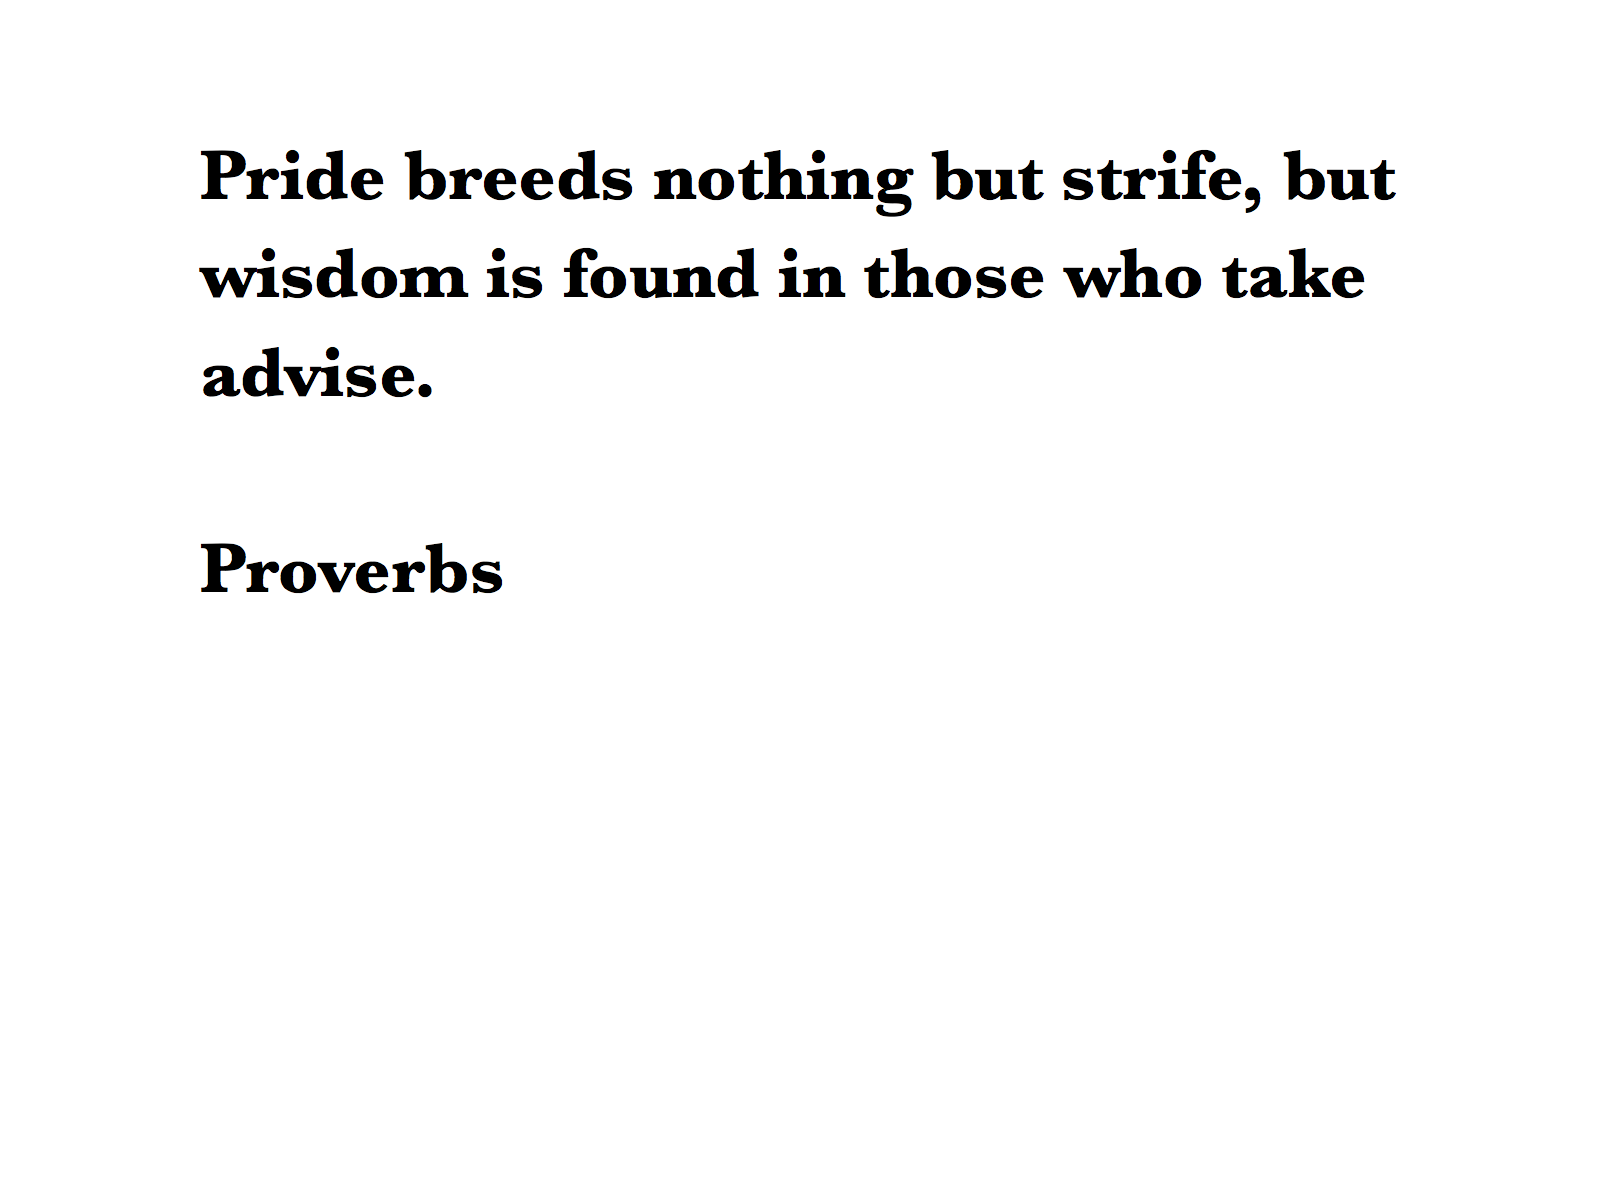 Pride breeds nothing but strife, but
wisdom is found in those who take
advise.
Proverbs